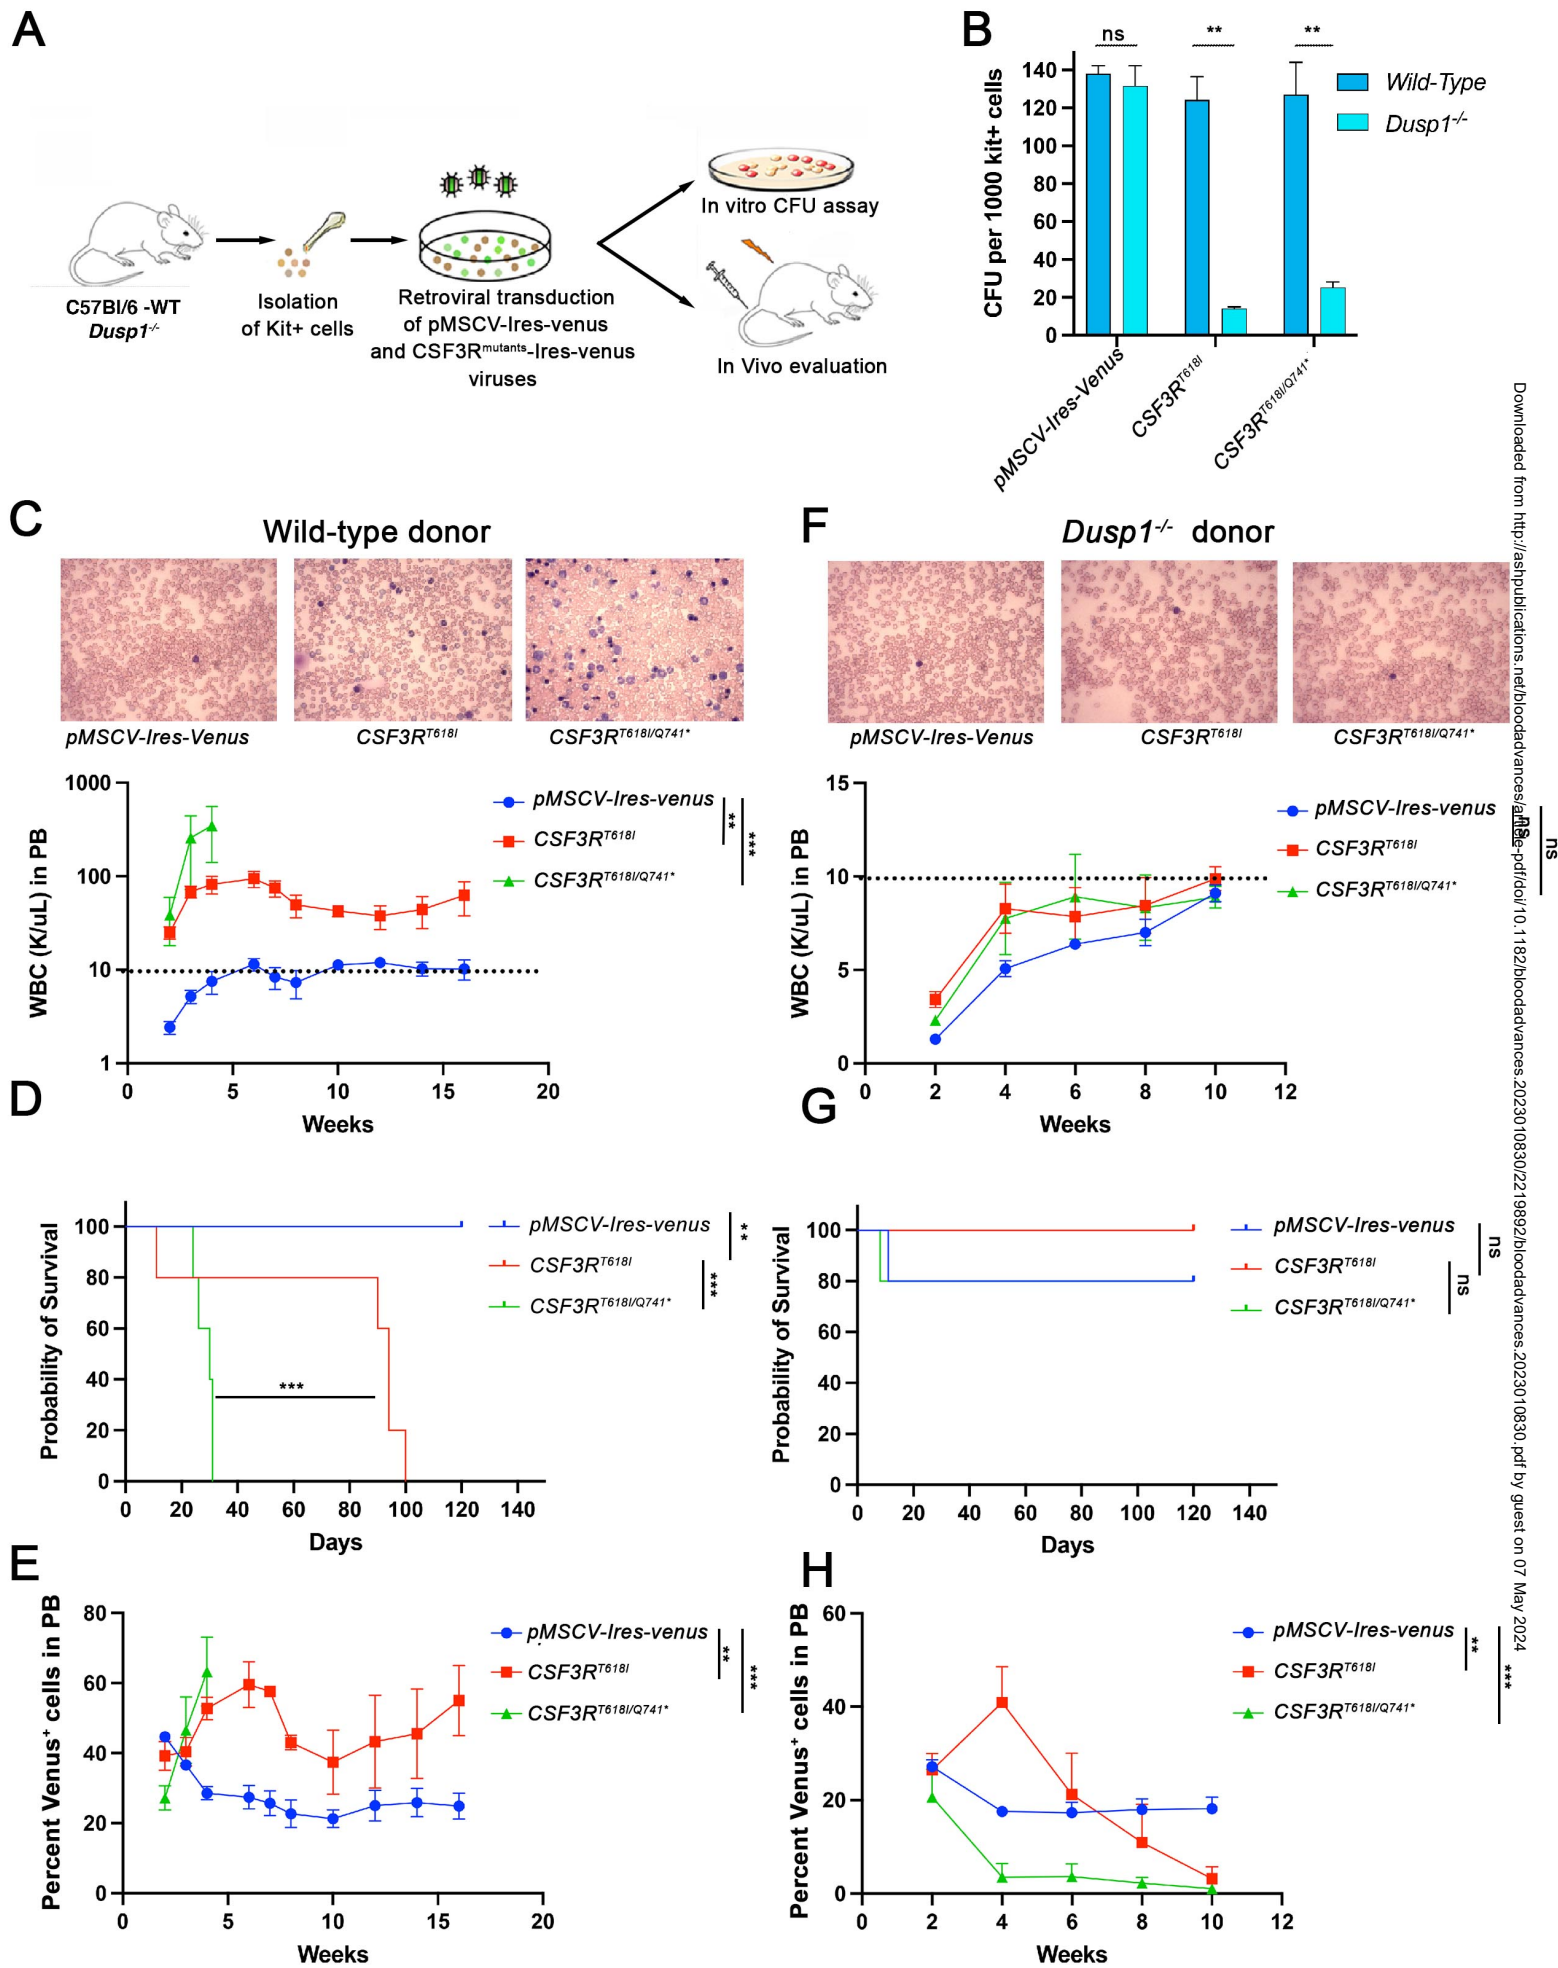 A
C57Bl/6 -WT
Dusp1-/-
Isolation
of Kit+ cells
Retroviral transduction
of pMSCV-Ires-venus
and CSF3Rmutants-Ires-venus
viruses
In vitro CFU assay
In Vivo evaluation
B
CFU per 1000 kit+ cells
140
120
100
80
60
40
20
0
ns
**
**
Wild-Type
Dusp1-/-
pMSCV-Ires-Venus
CSF3RT618I
CSF3RT618I/Q741*
C
Wild-type donor
pMSCV-Ires-Venus
CSF3RT618I
CSF3RT618I/Q741*
WBC (K/uL) in PB
1000
100
10
1
0 5 10 15 20
Weeks
pMSCV-Ires-venus
CSF3RT618I
CSF3RT618I/Q741*
**
***
D
Probability of Survival
100
80
60
40
20
0
***
0 20 40 60 80 100 120 140
Days
pMSCV-Ires-venus
CSF3RT618I
CSF3RT618I/Q741*
**
***
E
Percent Venus+ cells in PB
80
60
40
20
0
0 5 10 15 20
Weeks
pMSCV-Ires-venus
CSF3RT618I
CSF3RT618I/Q741*
**
***
F
Dusp1-/- donor
pMSCV-Ires-Venus
CSF3RT618I
CSF3RT618I/Q741*
WBC (K/uL) in PB
15
10
5
0
0 2 4 6 8 10 12
Weeks
pMSCV-Ires-venus
CSF3RT618I
CSF3RT618I/Q741*
ns
ns
G
Probability of Survival
100
80
60
40
20
0
0 20 40 60 80 100 120 140
Days
pMSCV-Ires-venus
CSF3RT618I
CSF3RT618I/Q741*
ns
ns
H
Percent Venus+ cells in PB
60
40
20
0
0 2 4 6 8 10 12
Weeks
pMSCV-Ires-venus
CSF3RT618I
CSF3RT618I/Q741*
**
***
Downloaded from http://ashpublications.net/bloodadvances/article-pdf/doi/10.1182/bloodadvances.2023010830/2219892/bloodadvances.2023010830.pdf by guest on 07 May 2024